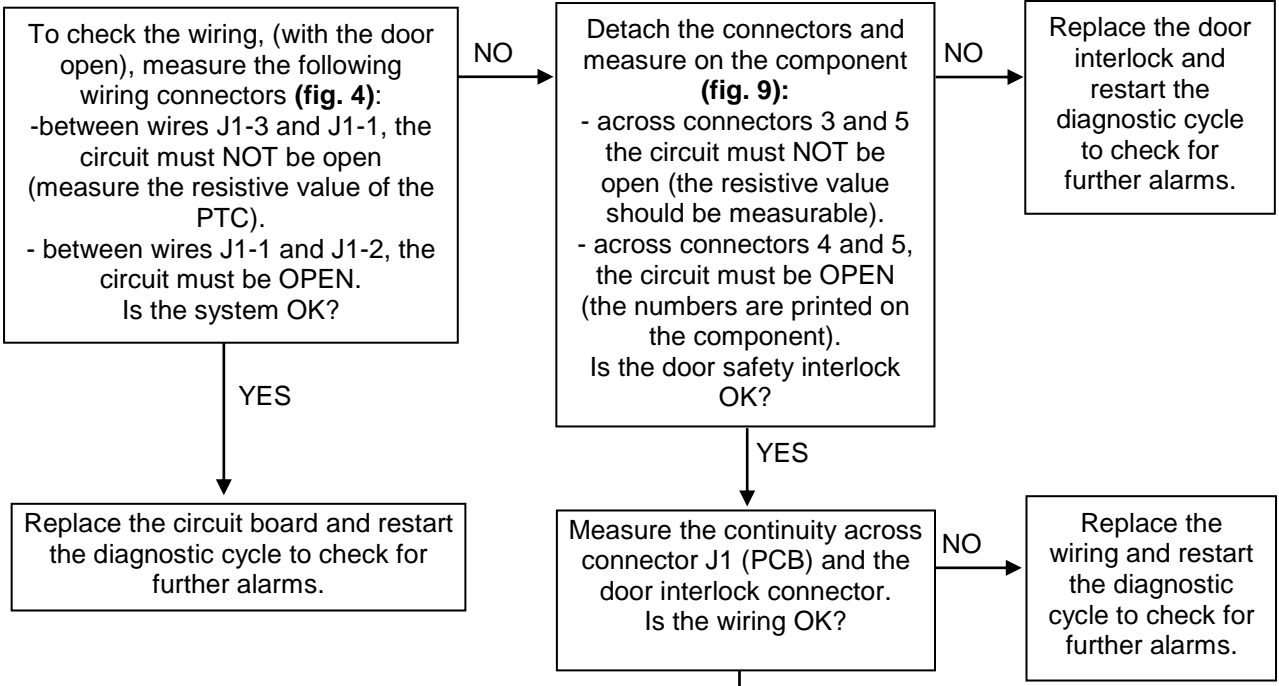 To check the wiring, (with the door
open), measure the following
wiring connectors (fig. 4):
-between wires J1-3 and J1-1, the
circuit must NOT be open
(measure the resistive value of the
PTC).
- between wires J1-1 and J1-2, the
circuit must be OPEN.
Is the system OK?
NO
Detach the connectors and
measure on the component
(fig. 9):
- across connectors 3 and 5
the circuit must NOT be
open (the resistive value
should be measurable).
- across connectors 4 and 5,
the circuit must be OPEN
(the numbers are printed on
the component).
Is the door safety interlock
OK?
NO
Replace the door
interlock and
restart the
diagnostic cycle
to check for
further alarms.
YES
YES
Replace the circuit board and restart
the diagnostic cycle to check for
further alarms.
Measure the continuity across
connector J1 (PCB) and the
door interlock connector.
Is the wiring OK?
NO
Replace the
wiring and restart
the diagnostic
cycle to check for
further alarms.